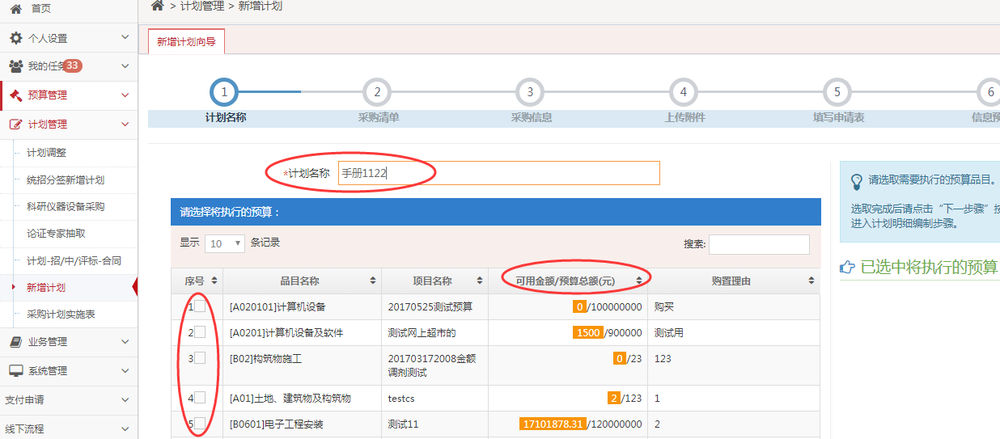 首页
> 计划管理 > 新增计划
个人设置
我的任务 33
预算管理
计划管理
计划调整
统招分签新增计划
科研仪器设备采购
论证专家抽取
计划-招/中/评标-合同
新增计划
采购计划实施表
业务管理
系统管理
支付申请
线下流程
新增计划向导
1 2 3 4 5 6
计划名称 采购清单 采购信息 上传附件 填写申请表 信息预
*计划名称 手册1122
请选择将执行的预算：
显示 10 条记录 搜索:
序号 品目名称 项目名称 可用金额/预算总额(元) 购置理由
1 [A020101]计算机设备 20170525测试预算 0/100000000 购买
2 [A0201]计算机设备及软件 测试网上超市的 1500/900000 测试用
3 [B02]构筑物施工 201703172008金额 0/23 123
调剂测试
4 [A01]土地、建筑物及构筑物 testcs 2/123 1
5 [B0601]电子工程安装 测试11 17101878.31/120000000 2
请选取需要执行的预算品目。
选取完成后请点击“下一步骤”按
进入计划明细编制步骤。
已选中将执行的预算